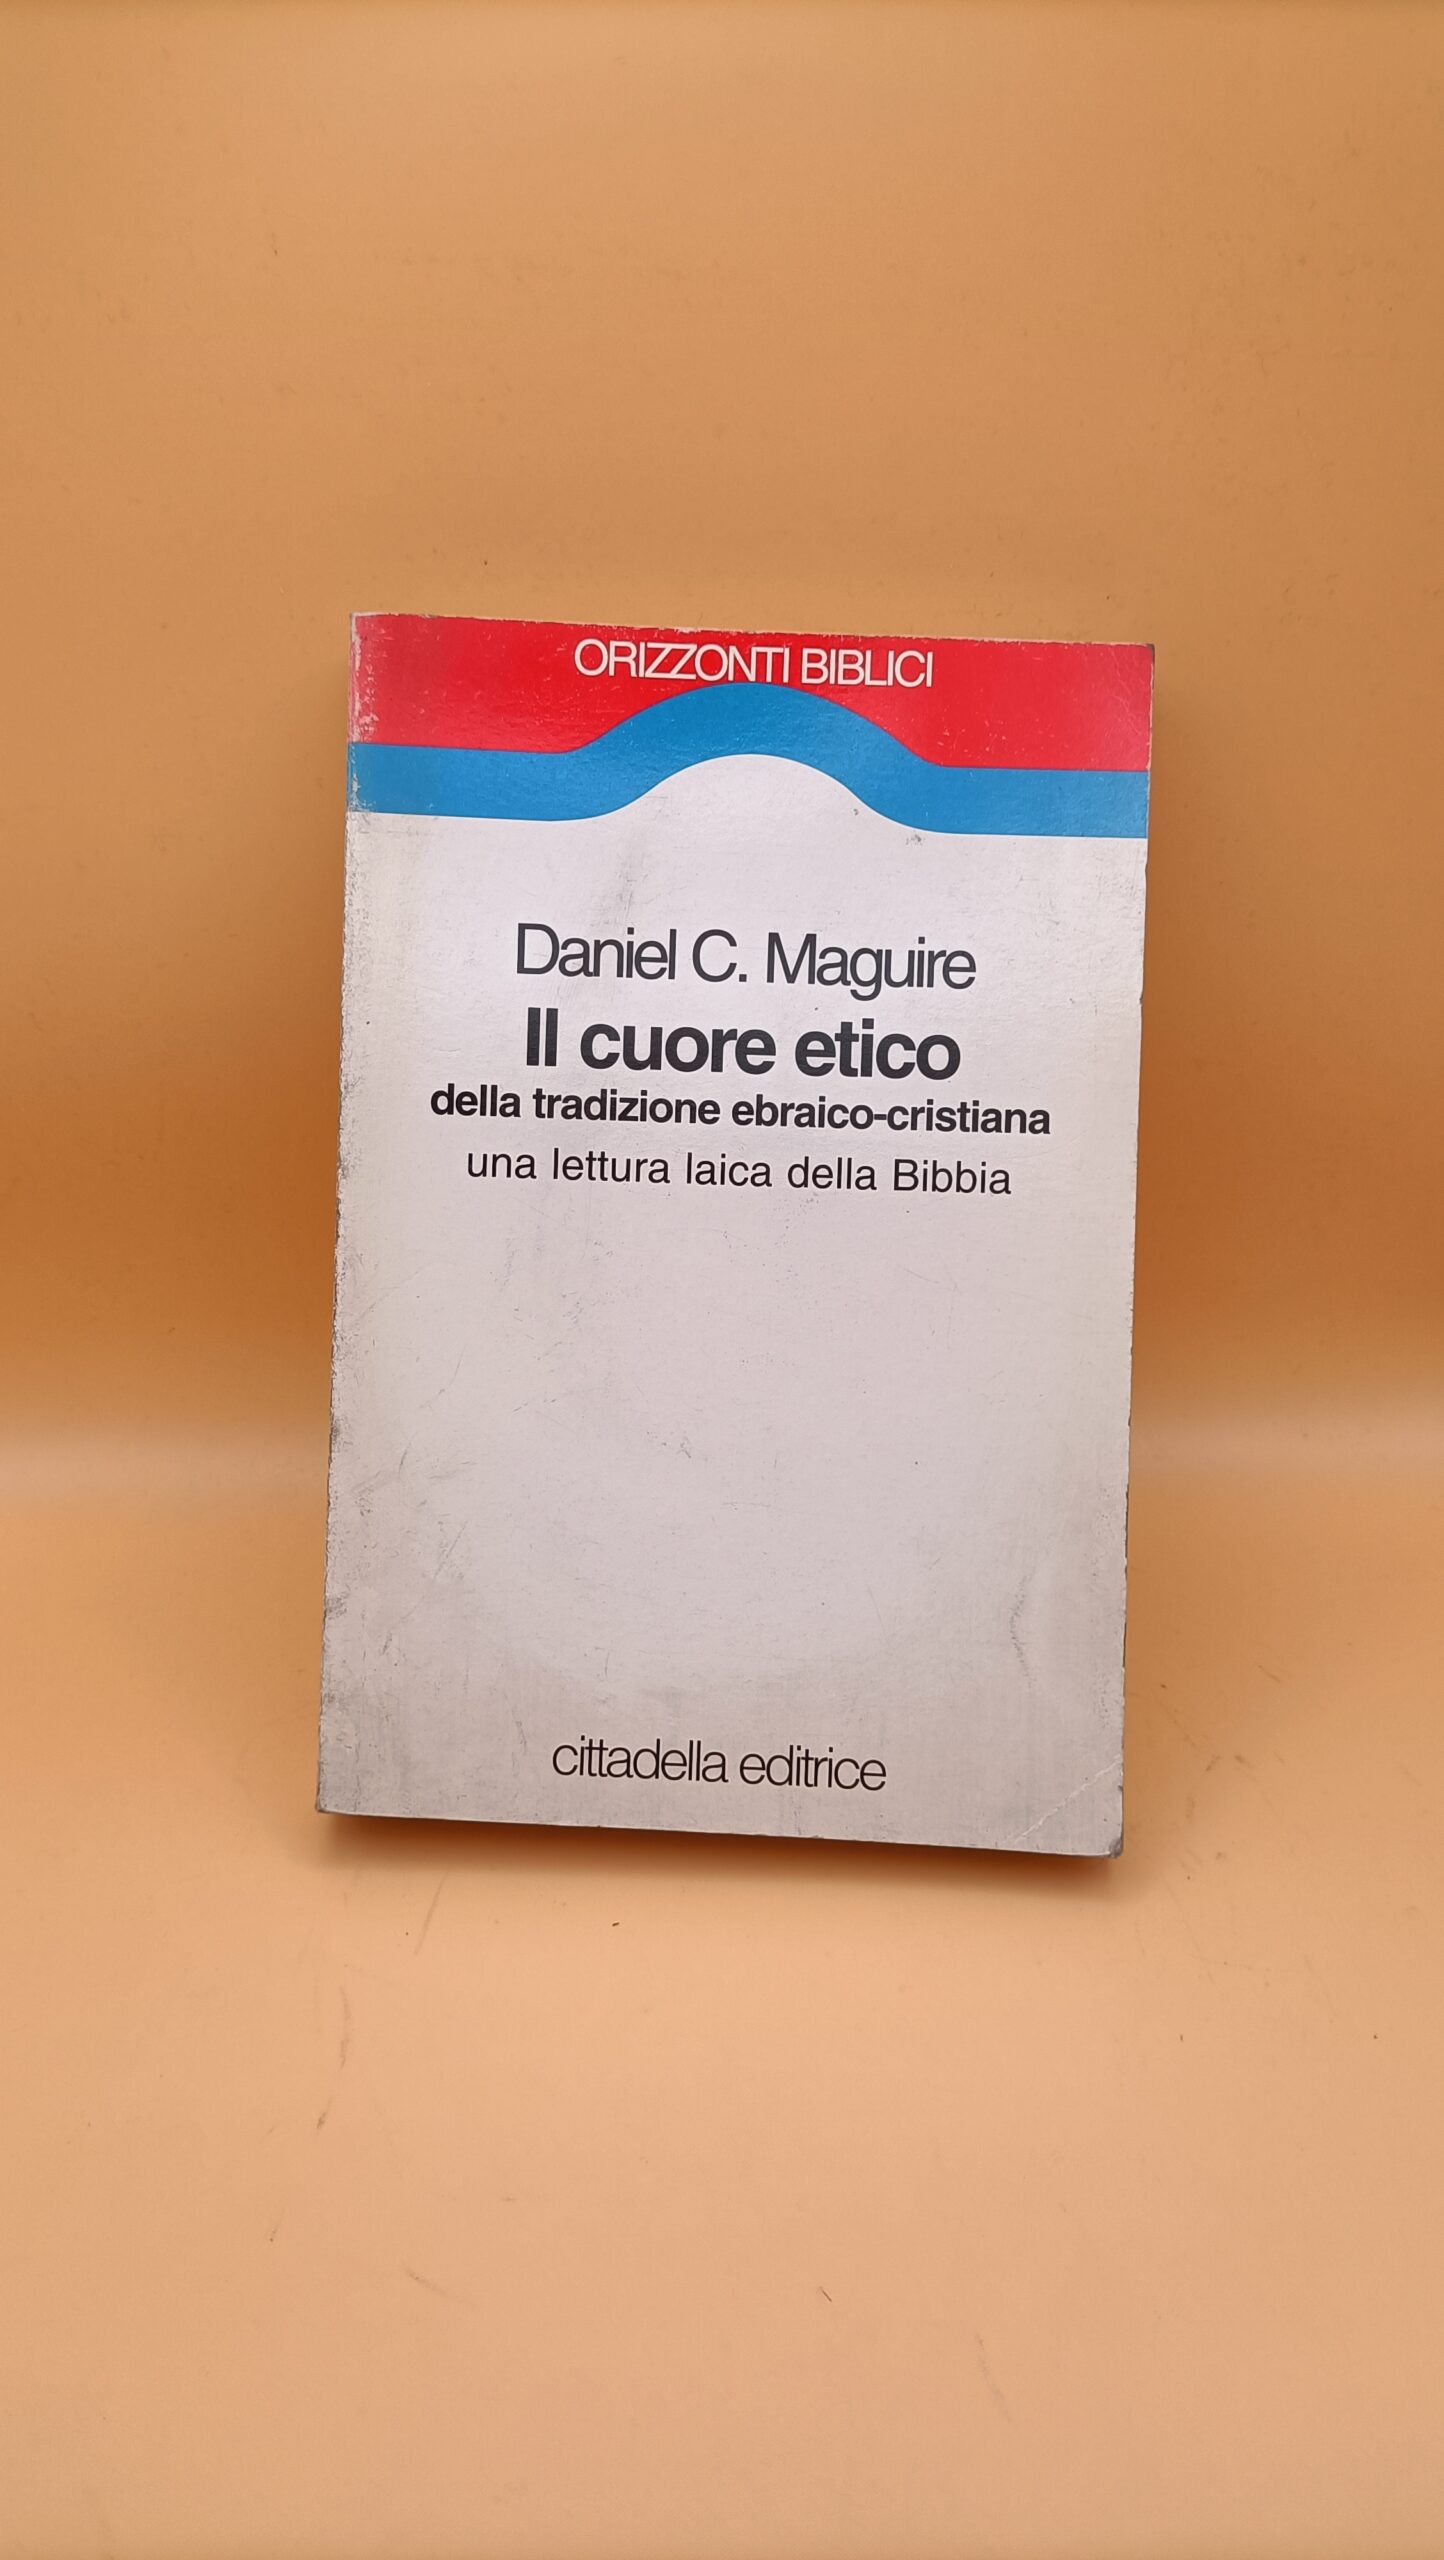 ORIZZONTI BIBLICI
Daniel C. Maguire
Il cuore etico
della tradizione ebraico-cristiana
una lettura laica della Bibbia
cittadella editrice